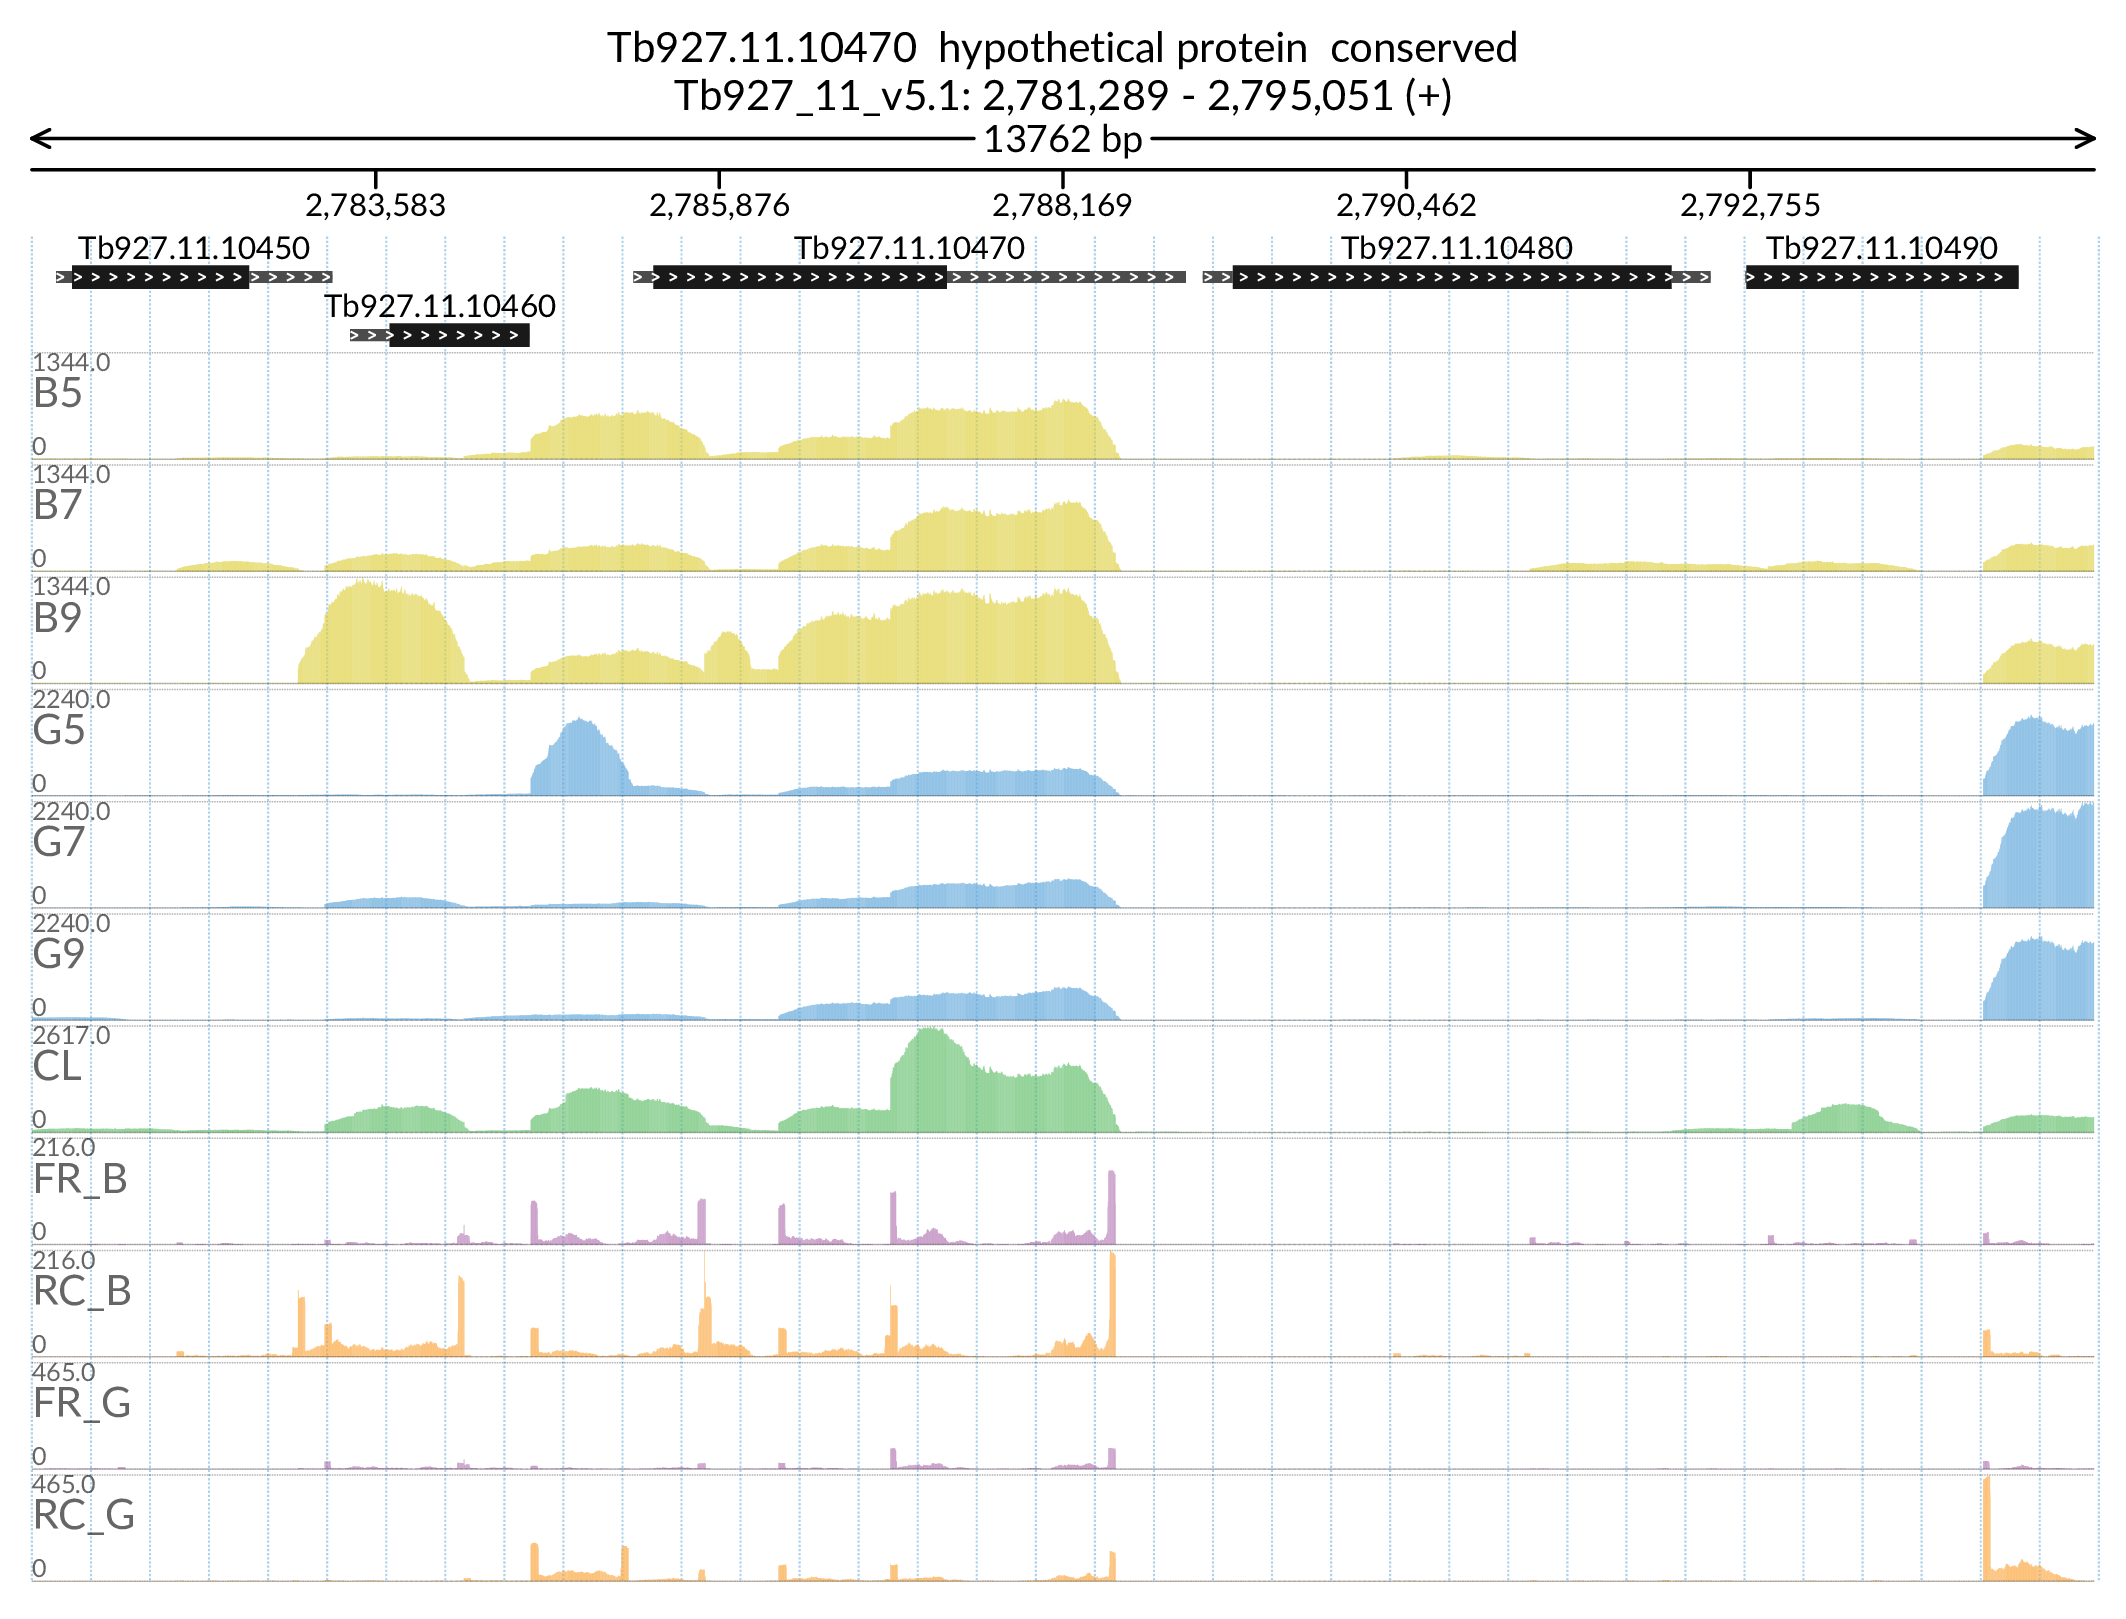 Tb927.11.10470  hypothetical protein  conserved
Tb927_11_v5.1: 2,781,289 - 2,795,051 (+)
13762 bp
2,783,583 2,785,876 2,788,169 2,790,462 2,792,755
Tb927.11.10450 Tb927.11.10470 Tb927.11.10480 Tb927.11.10490
Tb927.11.10460
1344.0
B5
0
1344.0
B7
0
1344.0
B9
0
2240.0
G5
0
2240.0
G7
0
2240.0
G9
0
2617.0
CL
0
216.0
FR_B
0
216.0
RC_B
0
465.0
FR_G
0
465.0
RC_G
0